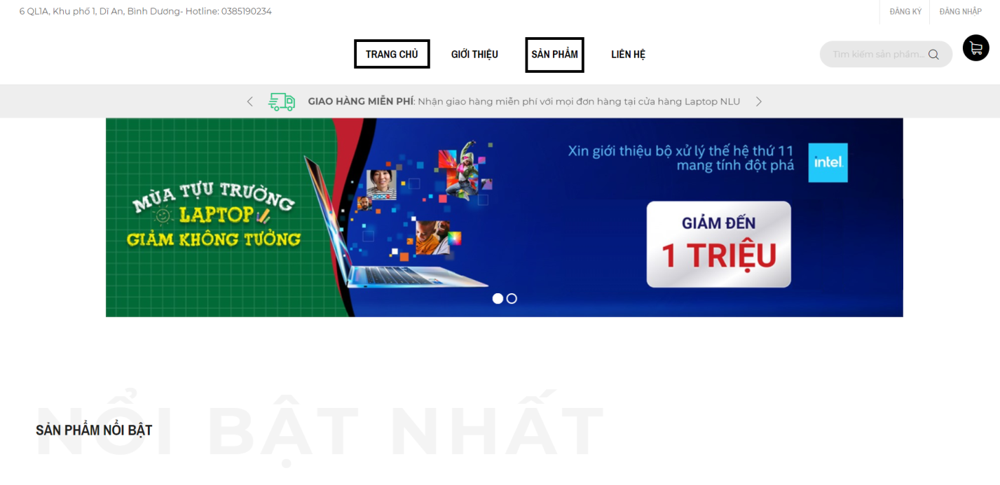 6 QL1A, Khu phố 1, Dĩ An, Bình Dương- Hotline: 0385190234
ĐĂNG KÝ
ĐĂNG NHẬP
TRANG CHỦ
GIỚI THIỆU
SẢN PHẨM
LIÊN HỆ
Tìm kiếm sản phẩm...
GIAO HÀNG MIỄN PHÍ: Nhận giao hàng miễn phí với mọi đơn hàng tại cửa hàng Laptop NLU
MÙA TỰU TRƯỜNG
LAPTOP
GIẢM KHÔNG TƯỞNG
Xin giới thiệu bộ xử lý thế hệ thứ 11
mang tính đột phá
intel.
GIẢM ĐẾN
1 TRIỆU
NỔI BẬT NHẤT
SẢN PHẨM NỔI BẬT